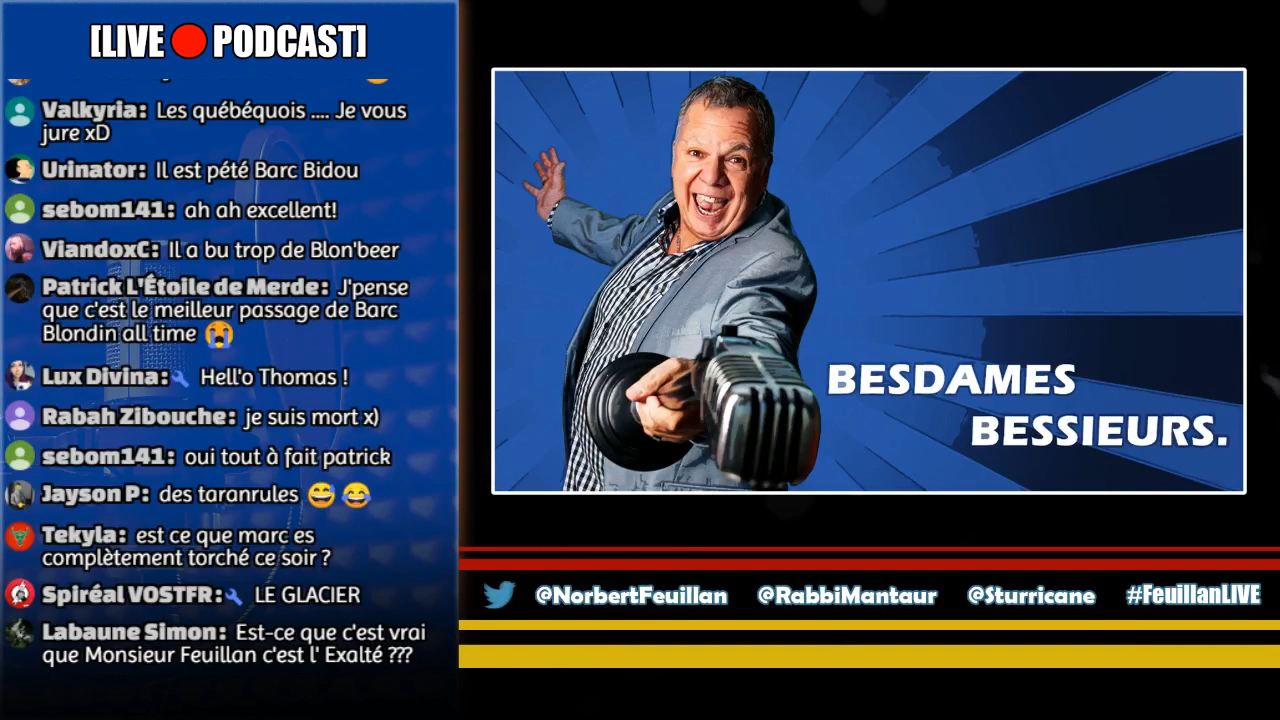 [LIVE PODCAST]
Valkyria: Les québéquois .... Je vous
jure xD
Urinator: Il est pété Barc Bidou
sebom141: ah ah excellent!
ViandoxC: Il a bu trop de Blon'beer
Patrick L'Étoile de Merde: J'pense
que c'est le meilleur passage de Barc
Blondin all time 😭
Lux Divina: Hell'o Thomas !
Rabah Zibouche: je suis mort x)
sebom141: oui tout à fait patrick
Jayson P: des taranrules 😅 😂
Tekyla: est ce que marc es
complètement torché ce soir ?
Spiréal VOSTFR: LE GLACIER
Labaune Simon: Est-ce que c'est vrai
que Monsieur Feuillan c'est l' Exalté ???
BESDAMES
BESSIEURS.
@NorbertFeuillan @RabbiMantaur @Sturricane #FeuillanLIVE